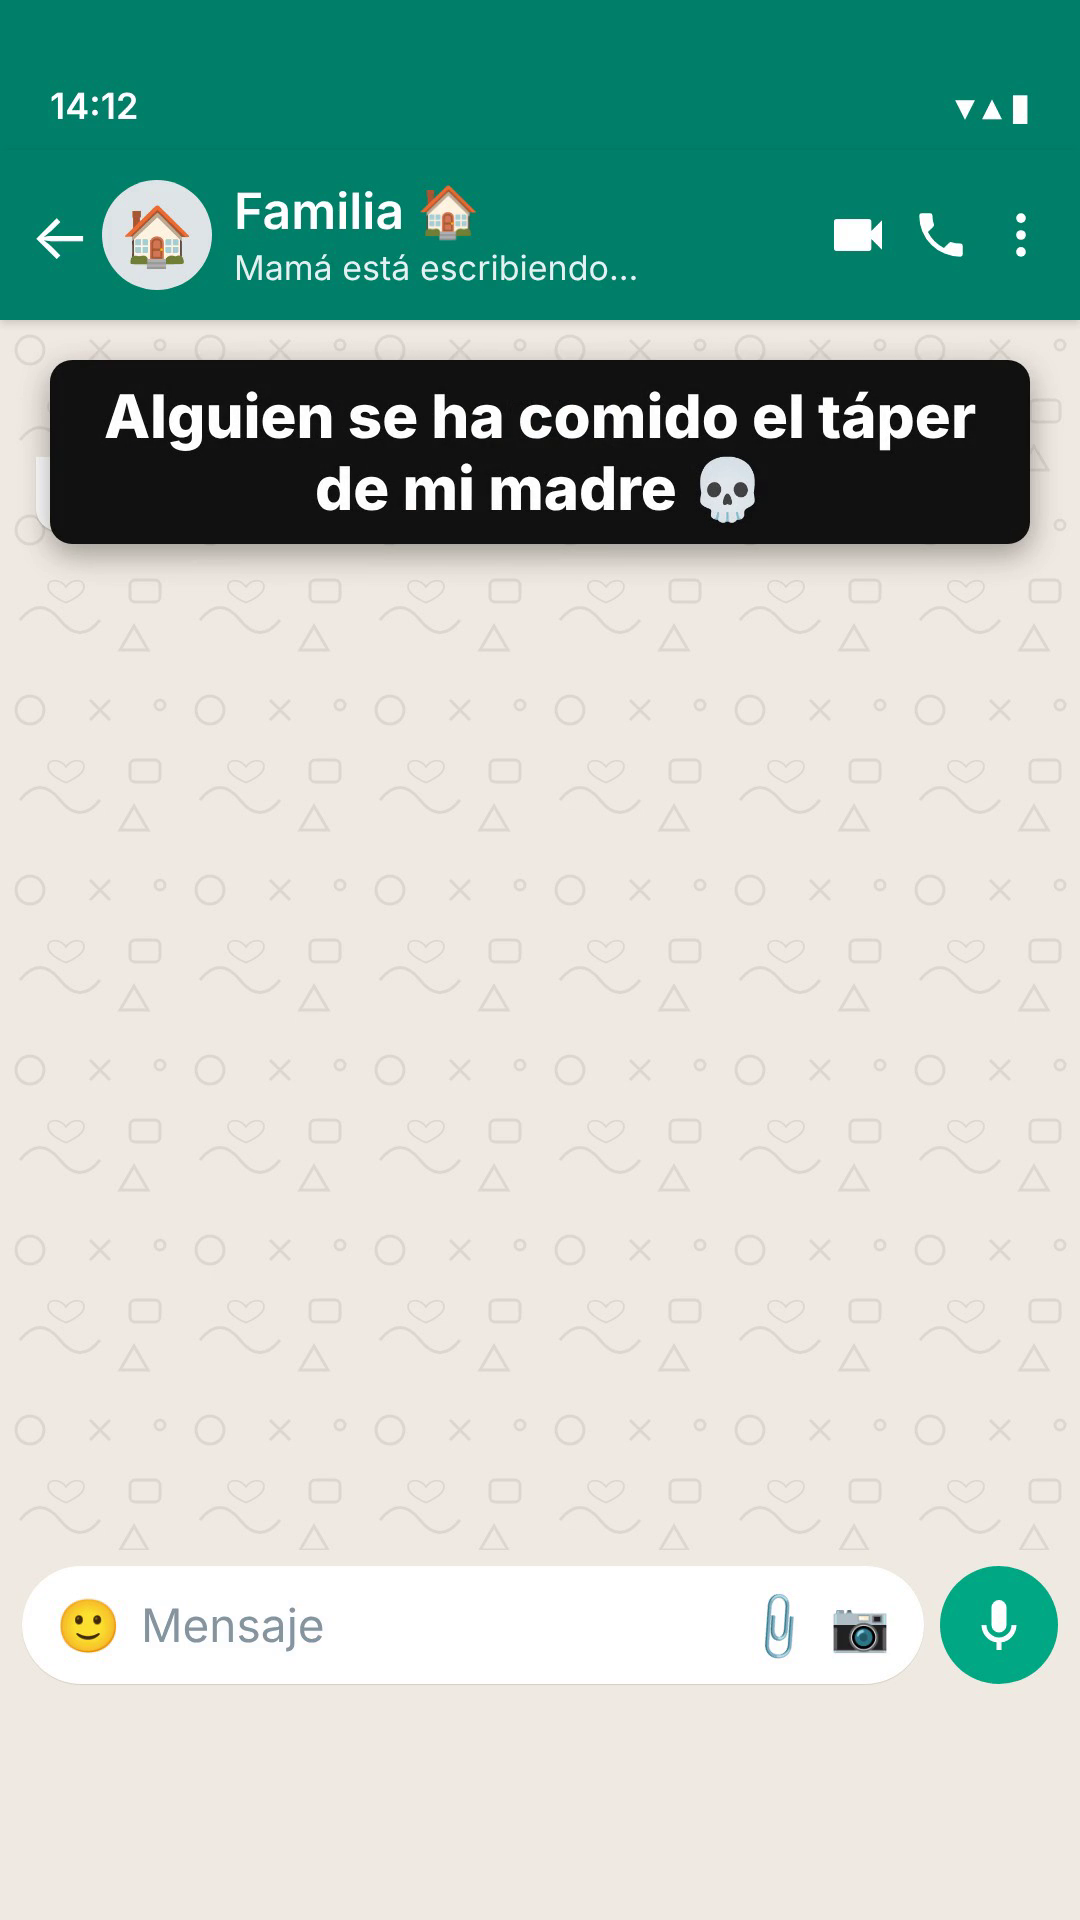 14:12
Familia 🏠
Mamá está escribiendo...
Alguien se ha comido el táper
de mi madre 💀
Mensaje